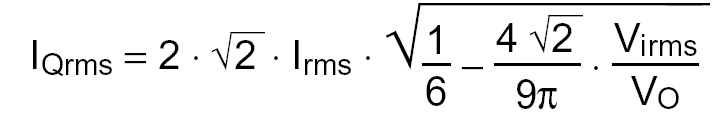 I_Qrms = 2 · √2 · I_rms · √(1/6 − (4 √2)/(9π) · V_irms/V_O)